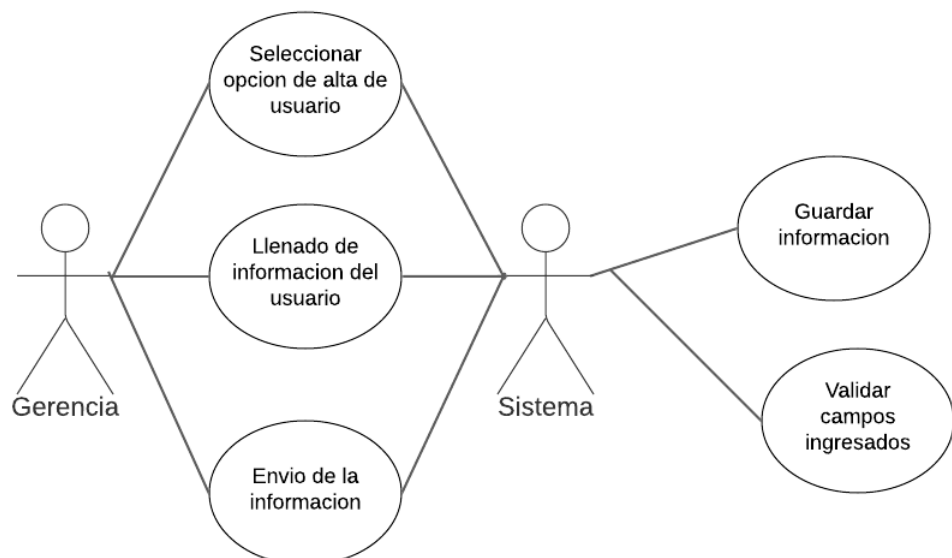 Seleccionar
opcion de alta de
usuario
Llenado de
informacion del
usuario
Envio de la
informacion
Gerencia
Sistema
Guardar
informacion
Validar
campos
ingresados